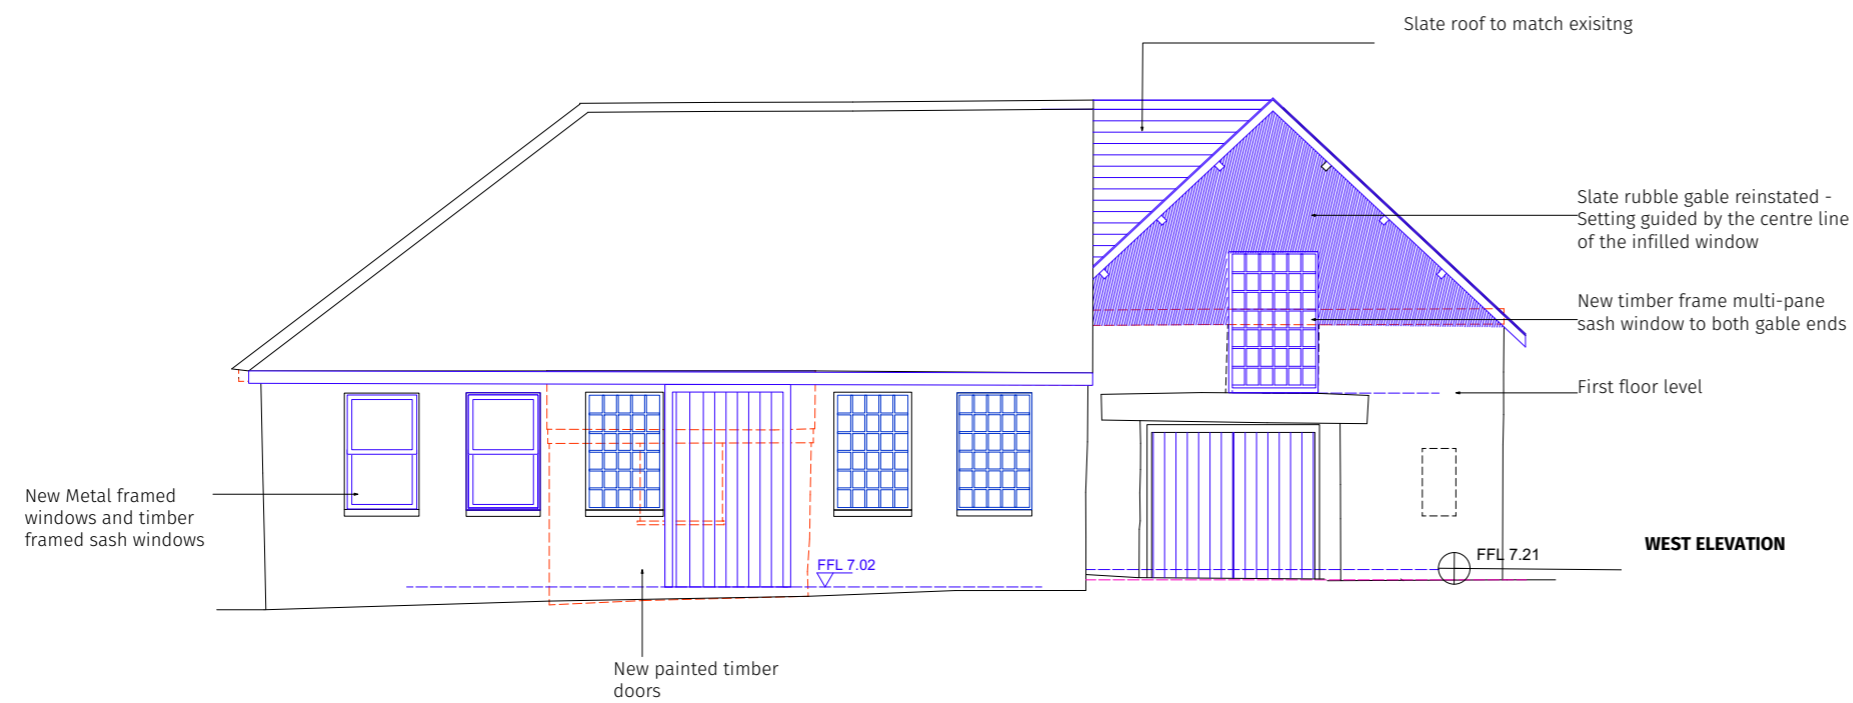 Slate roof to match exisitng
Slate rubble gable reinstated -
Setting guided by the centre line
of the infilled window
New timber frame multi-pane
sash window to both gable ends
First floor level
New Metal framed
windows and timber
framed sash windows
FFL 7.02
FFL 7.21
WEST ELEVATION
New painted timber
doors